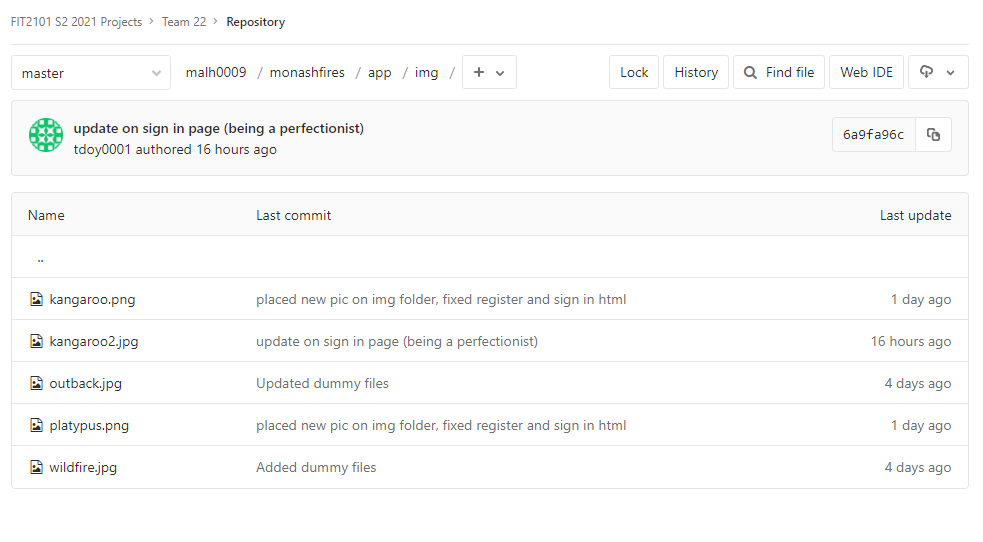 FIT2101 S2 2021 Projects > Team 22 > Repository
master malh0009 / monashfires / app / img / + Lock History Find file Web IDE
update on sign in page (being a perfectionist)
tdoy0001 authored 16 hours ago
6a9fa96c
Name Last commit Last update
..
kangaroo.png placed new pic on img folder, fixed register and sign in html 1 day ago
kangaroo2.jpg update on sign in page (being a perfectionist) 16 hours ago
outback.jpg Updated dummy files 4 days ago
platypus.png placed new pic on img folder, fixed register and sign in html 1 day ago
wildfire.jpg Added dummy files 4 days ago